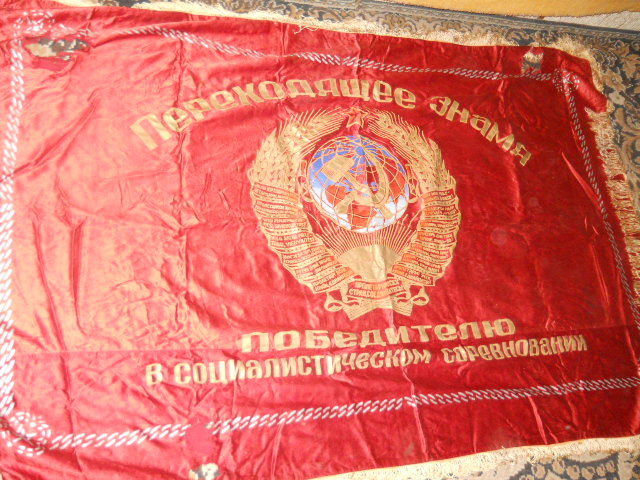 Переходящее знамя
победителю
в социалистическом соревновании